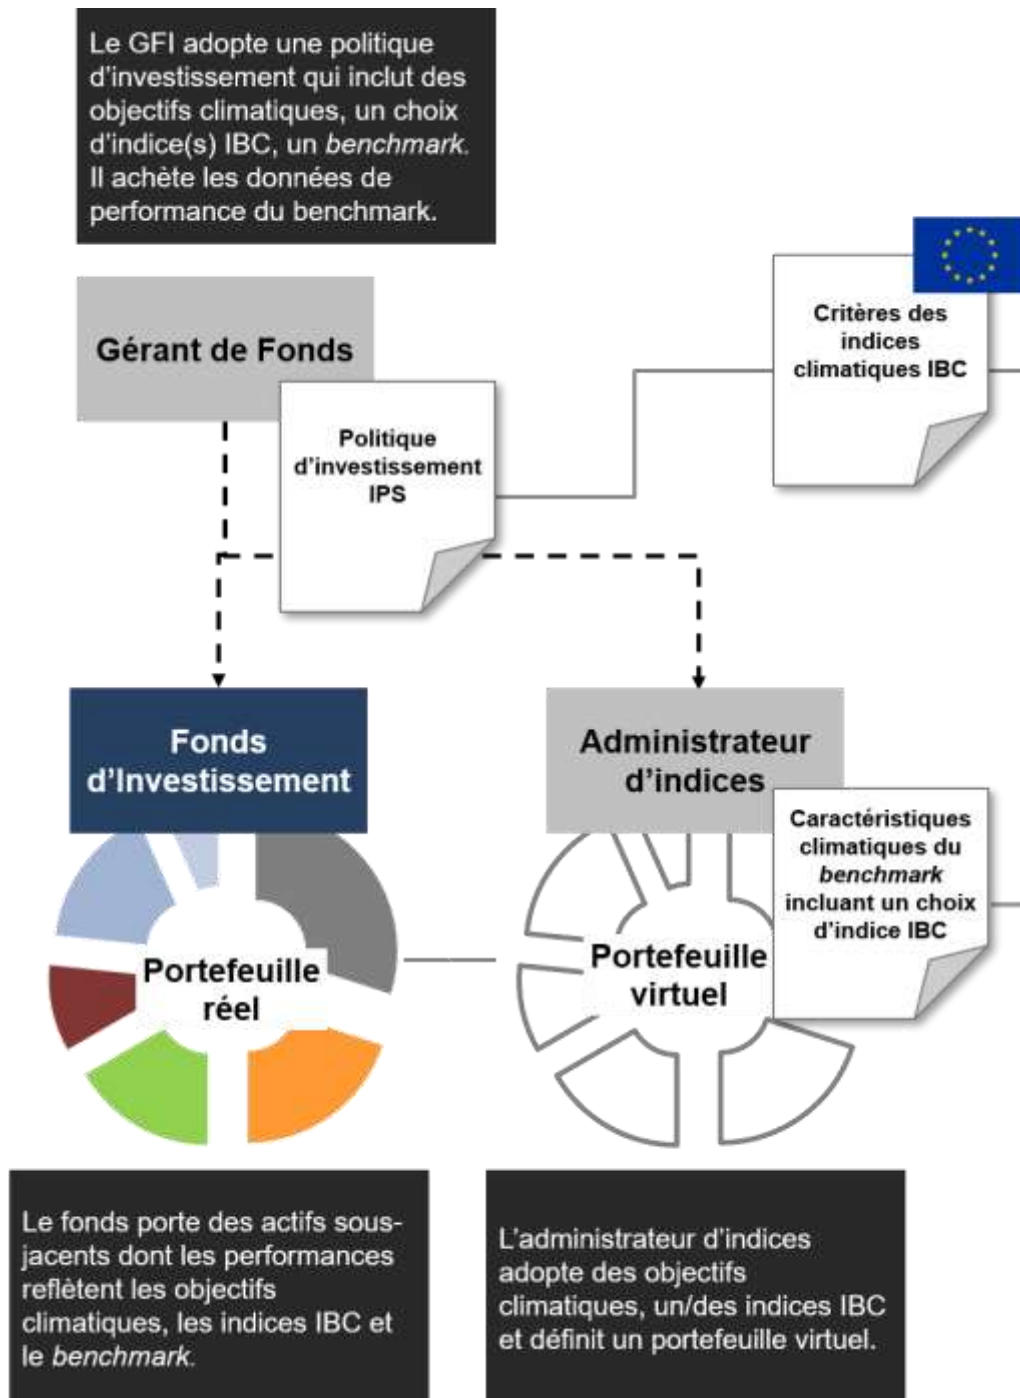 Le GFI adopte une politique
d'investissement qui inclut des
objectifs climatiques, un choix
d'indice(s) IBC, un benchmark.
Il achète les données de
performance du benchmark.
Gérant de Fonds
Critères des
indices
climatiques IBC
Politique
d'investissement
IPS
Fonds
d'Investissement
Administrateur
d'indices
Caractéristiques
climatiques du
benchmark
incluant un choix
d'indice IBC
Portefeuille
réel
Portefeuille
virtuel
Le fonds porte des actifs sous-
jacents dont les performances
reflètent les objectifs
climatiques, les indices IBC et
le benchmark.
L'administrateur d'indices
adopte des objectifs
climatiques, un/des indices IBC
et définit un portefeuille virtuel.